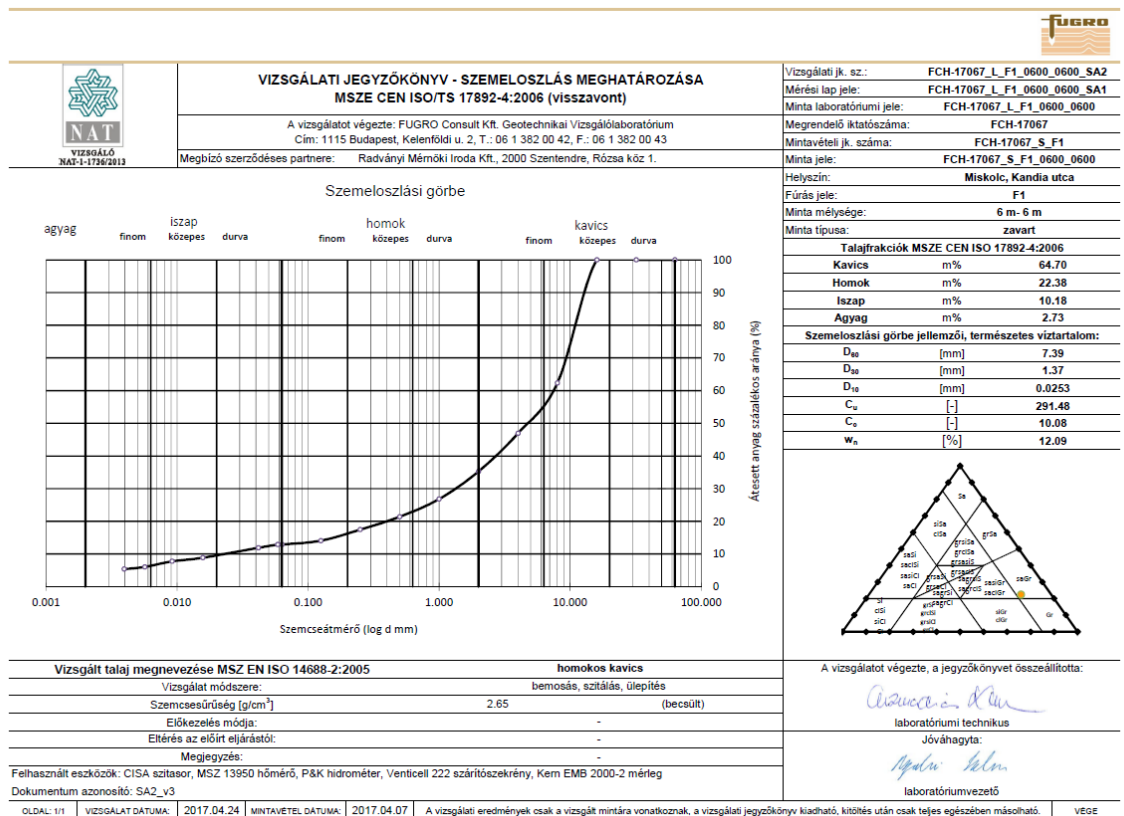 FUGRO
NAT
VIZSGÁLÓ
NAT-1-1736/2013
VIZSGÁLATI JEGYZŐKÖNYV - SZEMELOSZLÁS MEGHATÁROZÁSA
MSZE CEN ISO/TS 17892-4:2006 (visszavont)
A vizsgálatot végezte: FUGRO Consult Kft. Geotechnikai Vizsgálólaboratórium
Cím: 1115 Budapest, Kelenföldi u. 2, T.: 06 1 382 00 42, F.: 06 1 382 00 43
Megbízó szerződéses partnere: Radványi Mérnöki Iroda Kft., 2000 Szentendre, Rózsa köz 1.
Vizsgálati jk. sz.: FCH-17067_L_F1_0600_0600_SA2
Mérési lap jele: FCH-17067_L_F1_0600_0600_SA1
Minta laboratóriumi jele: FCH-17067_L_F1_0600_0600
Megrendelő iktatószáma: FCH-17067
Mintavételi jk. száma: FCH-17067_S_F1
Minta jele: FCH-17067_S_F1_0600_0600
Helyszín: Miskolc, Kandia utca
Fúrás jele: F1
Minta mélysége: 6 m- 6 m
Minta típusa: zavart
Talajfrakciók MSZE CEN ISO 17892-4:2006
Kavics m% 64.70
Homok m% 22.38
Iszap m% 10.18
Agyag m% 2.73
Szemeloszlási görbe jellemzői, természetes víztartalom:
D60 [mm] 7.39
D30 [mm] 1.37
D10 [mm] 0.0253
Cu [-] 291.48
Cc [-] 10.08
wn [%] 12.09
Szemeloszlási görbe
agyag iszap homok kavics
finom közepes durva finom közepes durva finom közepes durva
100
90
80
70
60
50
40
30
20
10
0
Átesett anyag százalékos aránya (%)
0.001 0.010 0.100 1.000 10.000 100.000
Szemcseátmérő (log d mm)
Sa
siSa
clSa
grSa
grsiSa
grclSa
grsasiS
saSi
saclSi
sasiCl
saCl
sasiGr
saclGr
saGr
Si
clSi
siCl
grclSi
grsiCl
siGr
clGr
Gr
Vizsgált talaj megnevezése MSZ EN ISO 14688-2:2005 homokos kavics
Vizsgálat módszere: bemosás, szitálás, ülepítés
Szemcsesűrűség [g/cm³] 2.65 (becsült)
Előkezelés módja: -
Eltérés az előírt eljárástól: -
Megjegyzés: -
Felhasznált eszközök: CISA szitasor, MSZ 13950 hőmérő, P&K hidrométer, Venticell 222 szárítószekrény, Kern EMB 2000-2 mérleg
Dokumentum azonosító: SA2_v3
A vizsgálatot végezte, a jegyzőkönyvet összeállította:
laboratóriumi technikus
Jóváhagyta:
laboratóriumvezető
OLDAL: 1/1 VIZSGÁLAT DÁTUMA: 2017.04.24 MINTAVÉTEL DÁTUMA: 2017.04.07 A vizsgálati eredmények csak a vizsgált mintára vonatkoznak, a vizsgálati jegyzőkönyv kiadható, kitöltés után csak teljes egészében másolható. VÉGE